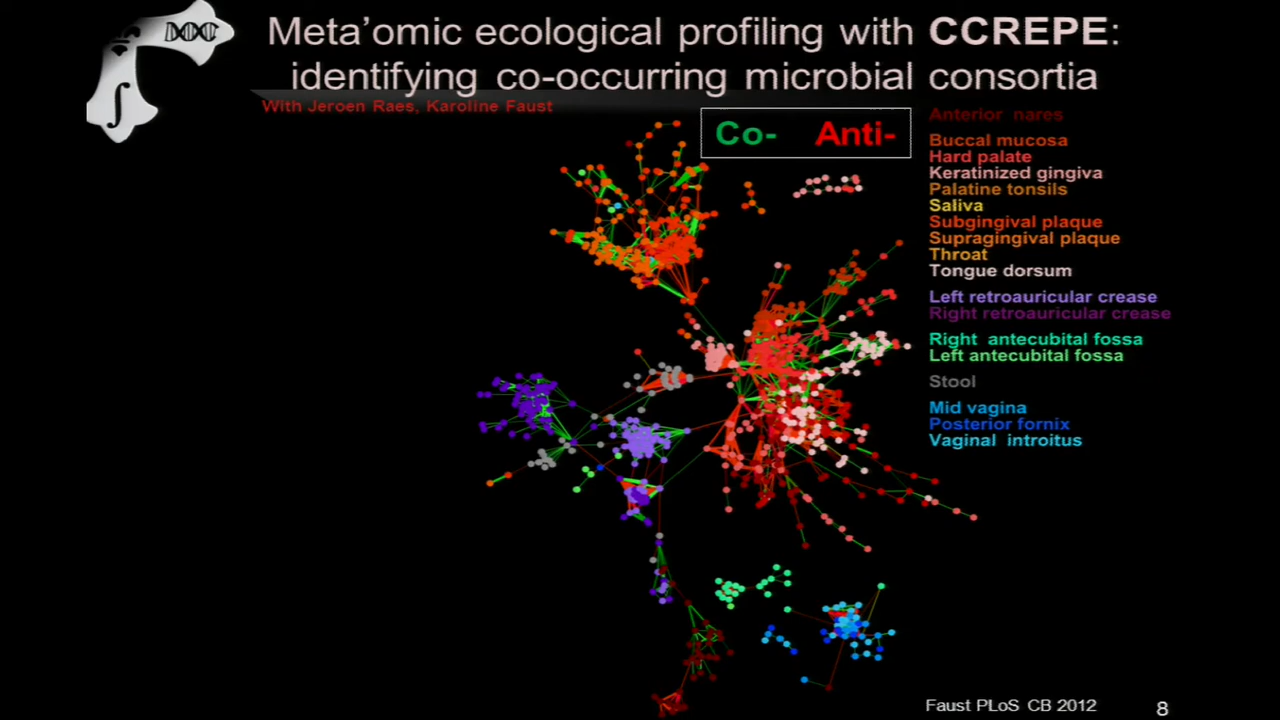 Meta’omic ecological profiling with CCREPE:
identifying co-occurring microbial consortia
With Jeroen Raes, Karoline Faust
Co- Anti-
Anterior nares
Buccal mucosa
Hard palate
Keratinized gingiva
Palatine tonsils
Saliva
Subgingival plaque
Supragingival plaque
Throat
Tongue dorsum
Left retroauricular crease
Right retroauricular crease
Right antecubital fossa
Left antecubital fossa
Stool
Mid vagina
Posterior fornix
Vaginal introitus
Faust PLoS CB 2012
8